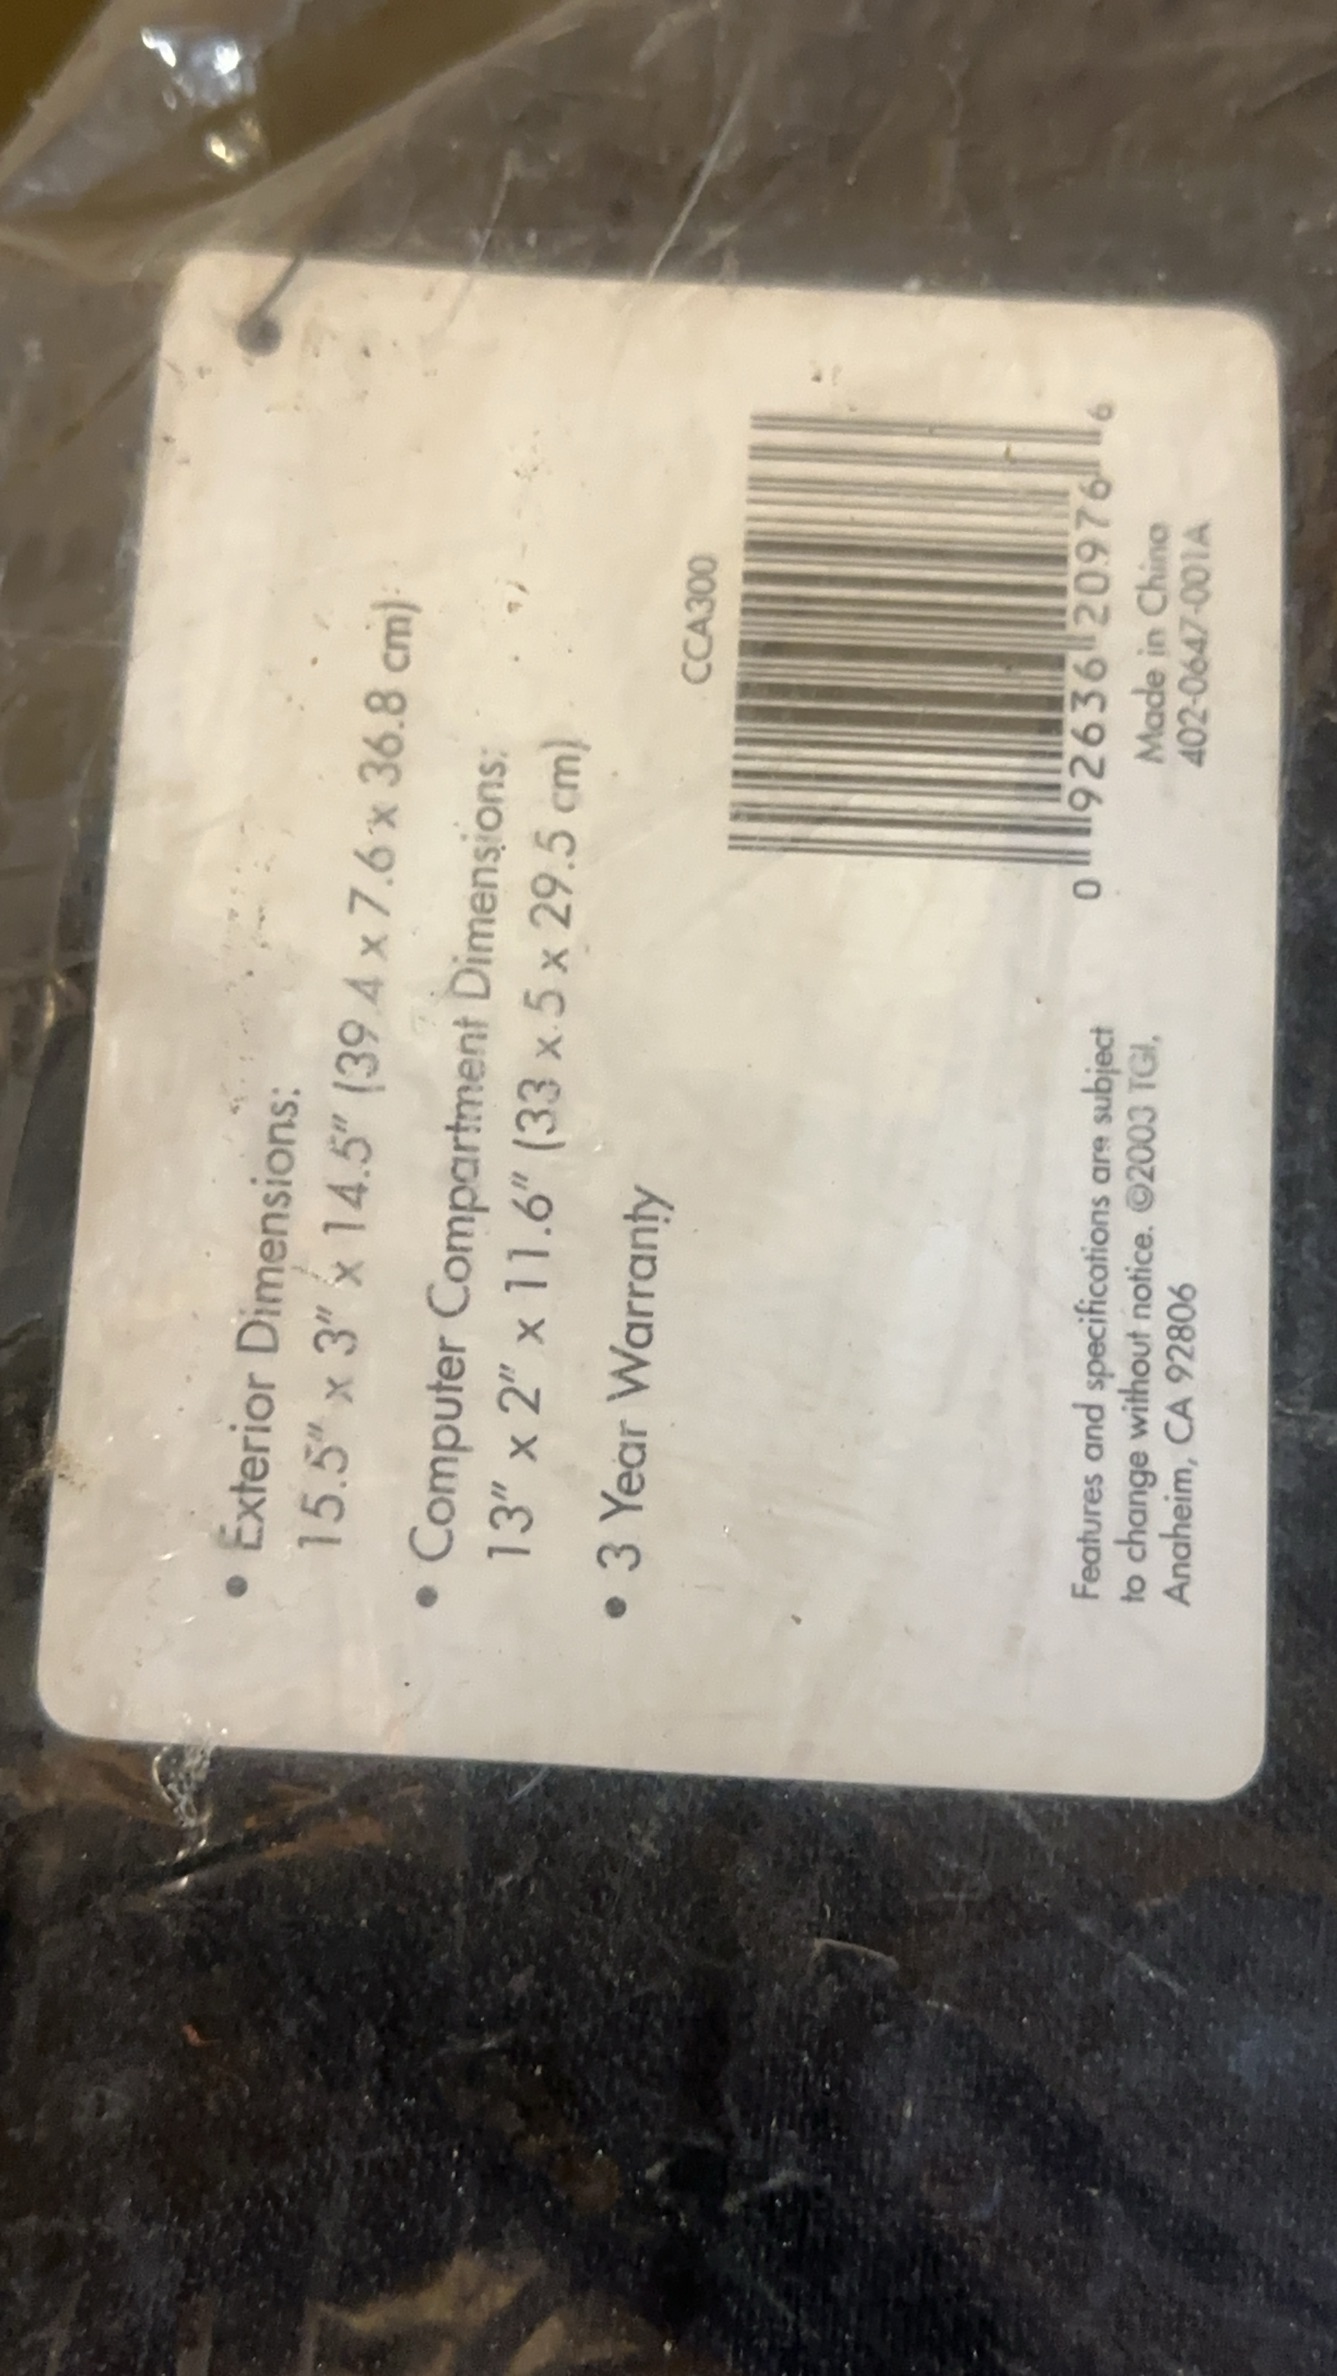 • Exterior Dimensions:
15.5" x 3" x 14.5" (39.4 x 7.6 x 36.8 cm)
• Computer Compartment Dimensions:
13" x 2" x 11.6" (33 x 5 x 29.5 cm)
• 3 Year Warranty
CCA300
0 92636 20976 6
Made in China
402-0647-001A
Features and specifications are subject
to change without notice. ©2003 TGI,
Anaheim, CA 92806